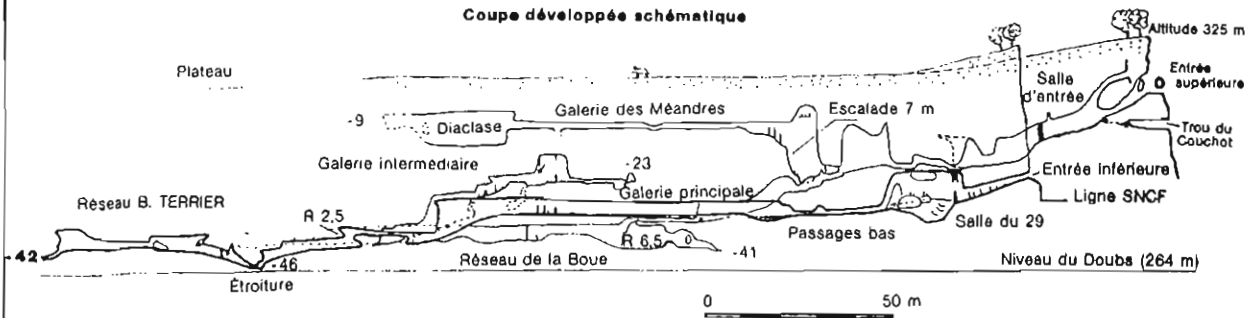 Coupe développée schématique
Altitude 325 m
Plateau
Salle
d'entrée
Entrée
supérieure
Galerie des Méandres
Escalade 7 m
-9
Diaclase
Trou du
Couchot
Galerie intermédiaire
-23
Entrée inférieure
Galerie principale
Ligne SNCF
Réseau B. TERRIER
R 2,5
Salle du 29
Passages bas
R 6,5
-41
-42
-46
Réseau de la Boue
Niveau du Doubs (264 m)
Étroiture
0 50 m